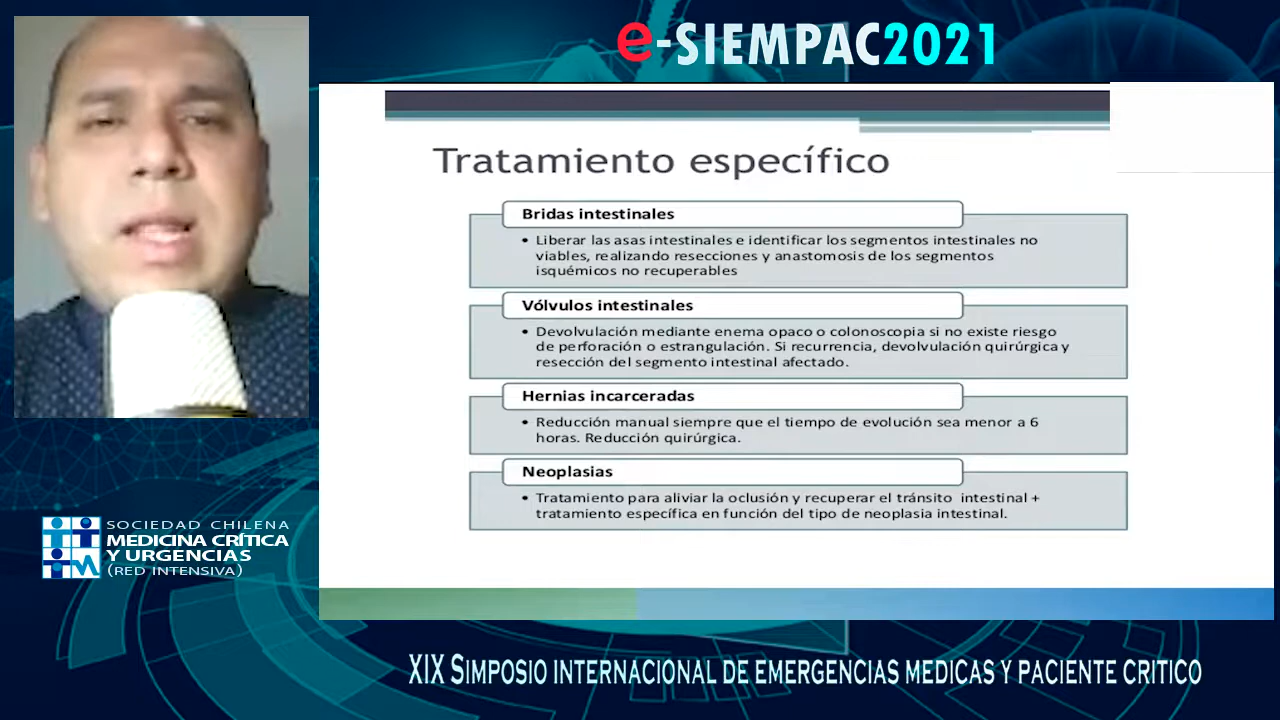 e-SIEMPAC2021
Tratamiento específico
Bridas intestinales
• Liberar las asas intestinales e identificar los segmentos intestinales no
viables, realizando resecciones y anastomosis de los segmentos
isquémicos no recuperables
Vólvulos intestinales
• Devolvulación mediante enema opaco o colonoscopia si no existe riesgo
de perforación o estrangulación. Si recurrencia, devolvulación quirúrgica y
resección del segmento intestinal afectado.
Hernias incarceradas
• Reducción manual siempre que el tiempo de evolución sea menor a 6
horas. Reducción quirúrgica.
Neoplasias
• Tratamiento para aliviar la oclusión y recuperar el tránsito intestinal +
tratamiento específica en función del tipo de neoplasia intestinal.
SOCIEDAD CHILENA
MEDICINA CRÍTICA
Y URGENCIAS
(RED INTENSIVA)
XIX SIMPOSIO INTERNACIONAL DE EMERGENCIAS MEDICAS Y PACIENTE CRITICO